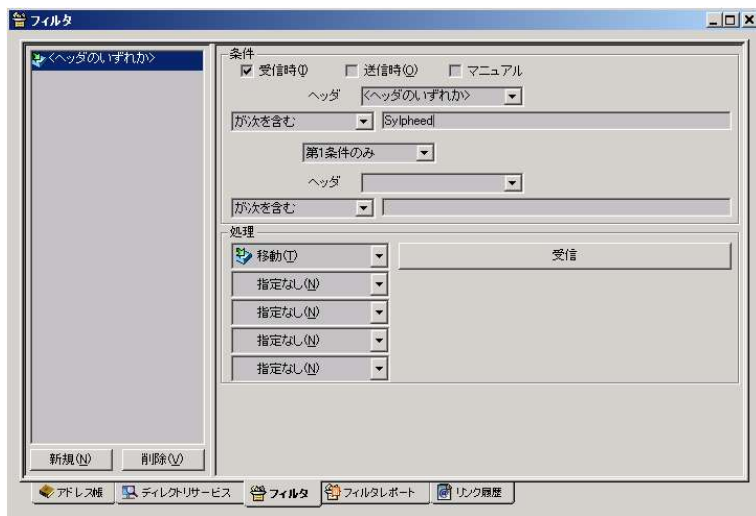 フィルタ
<ヘッダのいずれか>
条件
受信時(I) 送信時(O) マニュアル
ヘッダ <ヘッダのいずれか>
が次を含む Sylpheed
第1条件のみ
ヘッダ
が次を含む
処理
移動(T) 受信
指定なし(N)
指定なし(N)
指定なし(N)
指定なし(N)
新規(N) 削除(V)
アドレス帳 ディレクトリサービス フィルタ フィルタレポート リンク履歴